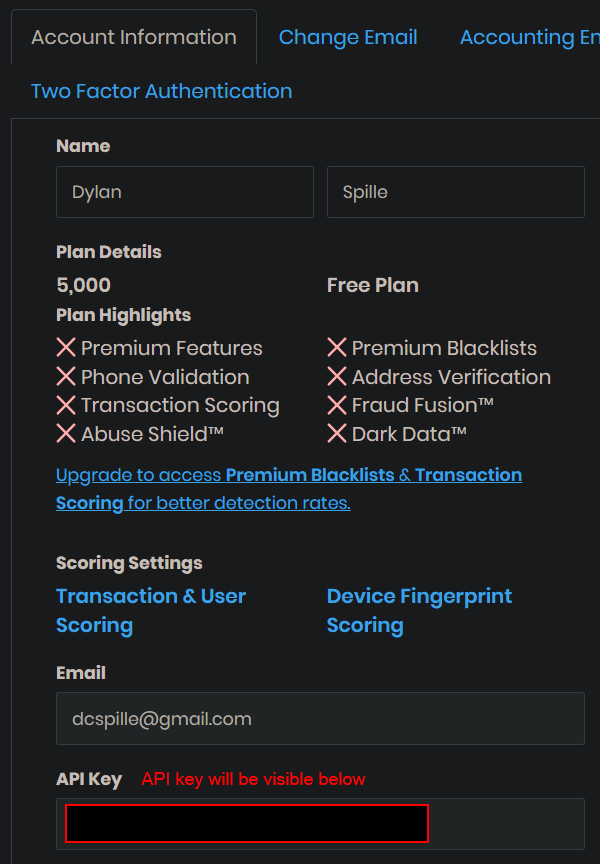 Account Information Change Email Accounting En
Two Factor Authentication
Name
Dylan Spille
Plan Details
5,000 Free Plan
Plan Highlights
Premium Features Premium Blacklists
Phone Validation Address Verification
Transaction Scoring Fraud Fusion™
Abuse Shield™ Dark Data™
Upgrade to access Premium Blacklists & Transaction
Scoring for better detection rates.
Scoring Settings
Transaction & User Device Fingerprint
Scoring Scoring
Email
dcspille@gmail.com
API Key API key will be visible below